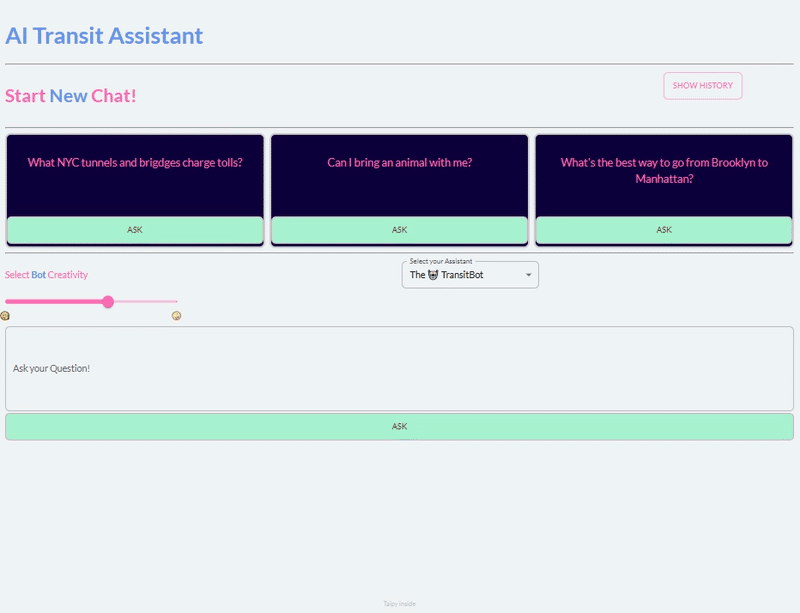 AI Transit Assistant
Start New Chat!
SHOW HISTORY
What NYC tunnels and brigdges charge tolls?
ASK
Can I bring an animal with me?
ASK
What's the best way to go from Brooklyn to
Manhattan?
ASK
Select Bot Creativity
Select your Assistant
The TransitBot
Ask your Question!
ASK
Taipy Inside